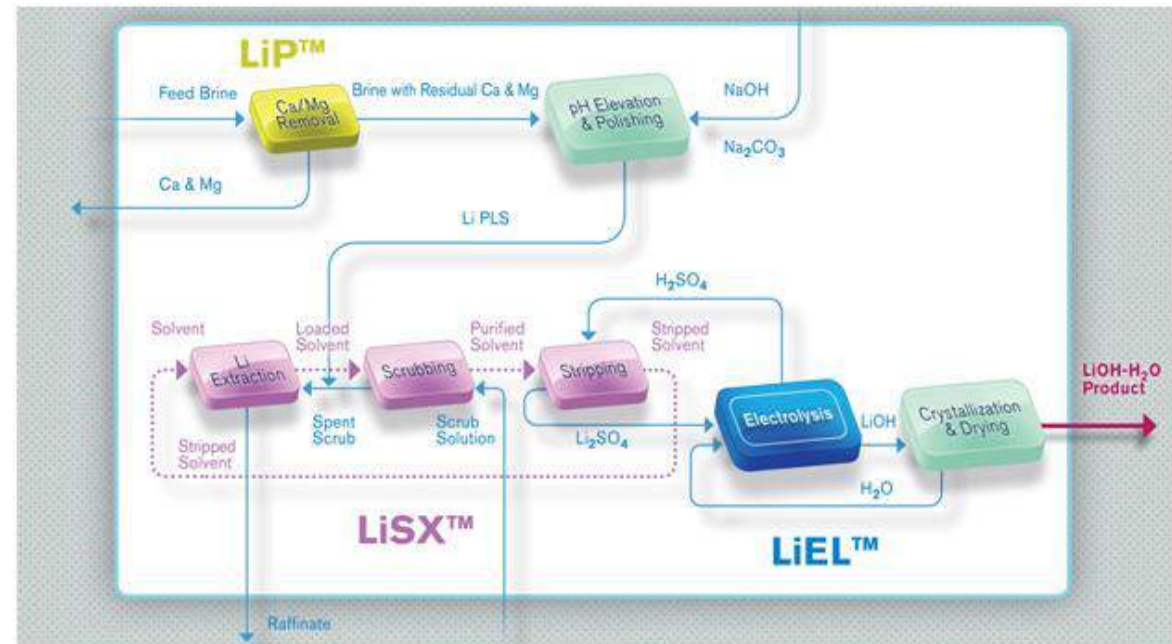 LiP™
Feed Brine
Ca/Mg
Removal
Brine with Residual Ca & Mg
pH Elevation
& Polishing
NaOH
Na₂CO₃
Ca & Mg
Li PLS
H₂SO₄
Solvent
Loaded
Solvent
Purified
Solvent
Stripped
Solvent
Li
Extraction
Scrubbing
Stripping
LiOH-H₂O
Product
Electrolysis
LiOH
Crystallization
& Drying
Spent
Scrub
Scrub
Solution
Li₂SO₄
Stripped
Solvent
H₂O
LiSX™
LiEL™
Raffinate